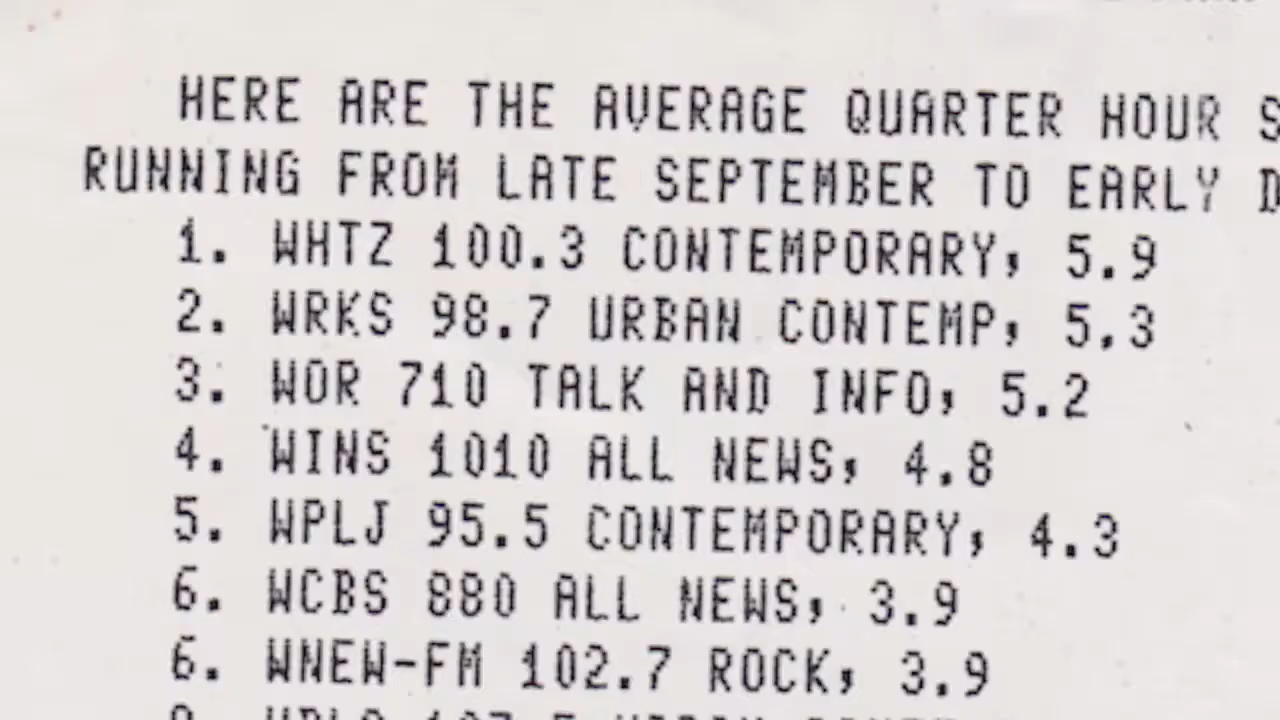 HERE ARE THE AVERAGE QUARTER HOUR
RUNNING FROM LATE SEPTEMBER TO EARLY
1. WHTZ 100.3 CONTEMPORARY, 5.9
2. WRKS 98.7 URBAN CONTEMP, 5.3
3. WOR 710 TALK AND INFO, 5.2
4. WINS 1010 ALL NEWS, 4.8
5. WPLJ 95.5 CONTEMPORARY, 4.3
6. WCBS 880 ALL NEWS, 3.9
6. WNEW-FM 102.7 ROCK, 3.9